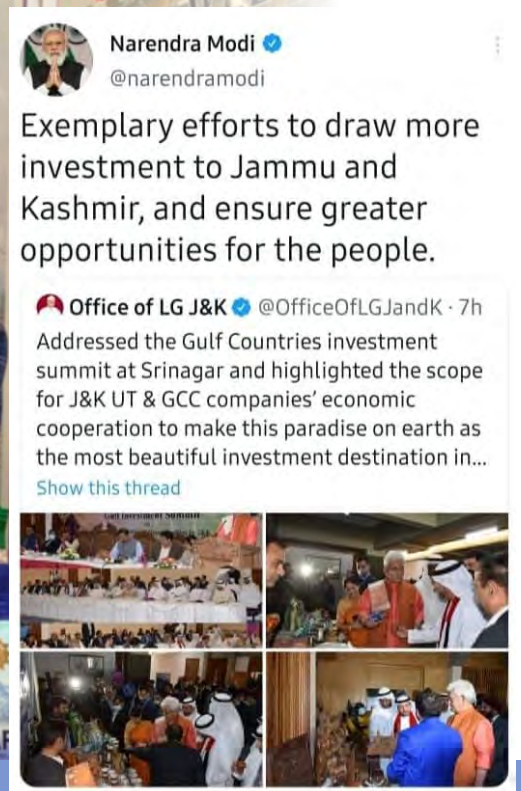 Narendra Modi
@narendramodi
Exemplary efforts to draw more
investment to Jammu and
Kashmir, and ensure greater
opportunities for the people.
Office of LG J&K @OfficeOfLGJandK · 7h
Addressed the Gulf Countries investment
summit at Srinagar and highlighted the scope
for J&K UT & GCC companies' economic
cooperation to make this paradise on earth as
the most beautiful investment destination in...
Show this thread
Gulf Investment Summit